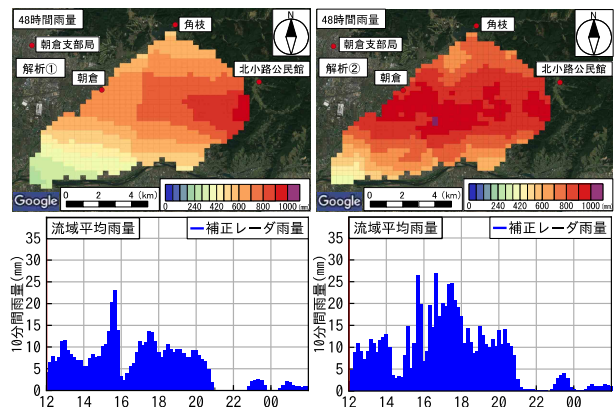 48時間雨量
角枝
N
朝倉支部局
解析①
朝倉
北小路公民館
0 2 4 (km)
Google
0 240 420 600 800 1000(mm)
48時間雨量
角枝
N
朝倉支部局
解析②
朝倉
北小路公民館
0 2 4 (km)
Google
0 240 420 600 800 1000(mm)
流域平均雨量
補正レーダ雨量
10分間雨量(mm)
35
30
25
20
15
10
5
0
12 14 16 18 20 22 00
流域平均雨量
補正レーダ雨量
10分間雨量(mm)
35
30
25
20
15
10
5
0
12 14 16 18 20 22 00